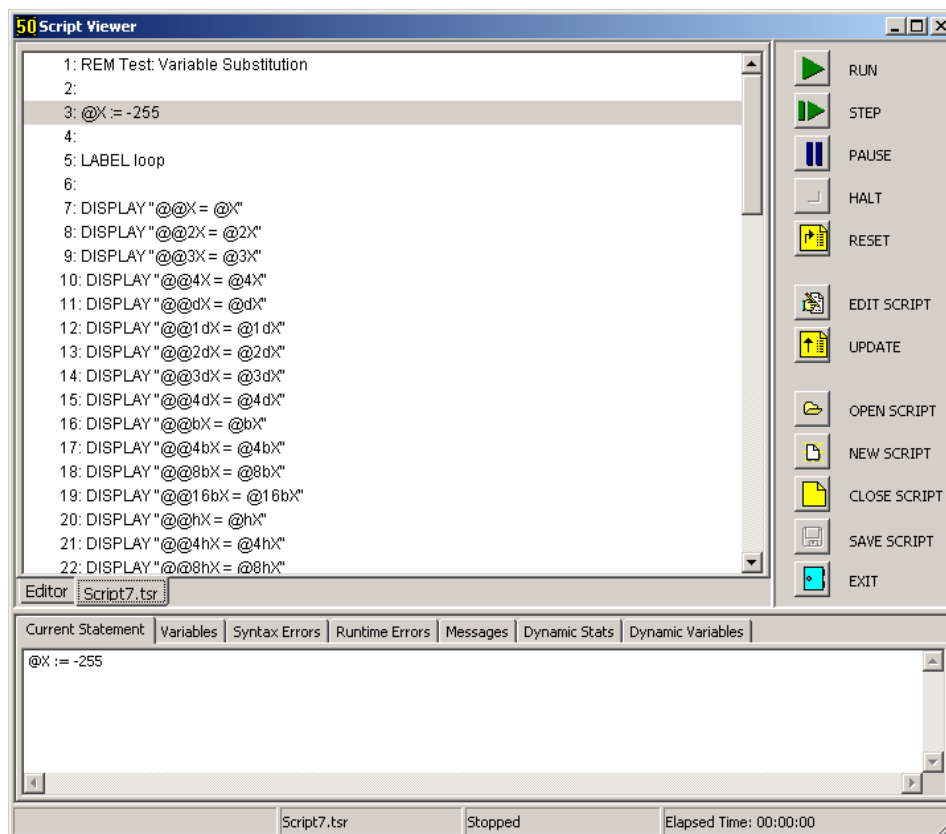 50 Script Viewer
1: REM Test: Variable Substitution
2:
3: @X := -255
4:
5: LABEL loop
6:
7: DISPLAY "@@X = @X"
8: DISPLAY "@@2X = @2X"
9: DISPLAY "@@3X = @3X"
10: DISPLAY "@@4X = @4X"
11: DISPLAY "@@dX = @dX"
12: DISPLAY "@@1dX = @1dX"
13: DISPLAY "@@2dX = @2dX"
14: DISPLAY "@@3dX = @3dX"
15: DISPLAY "@@4dX = @4dX"
16: DISPLAY "@@bX = @bX"
17: DISPLAY "@@4bX = @4bX"
18: DISPLAY "@@8bX = @8bX"
19: DISPLAY "@@16bX = @16bX"
20: DISPLAY "@@hX = @hX"
21: DISPLAY "@@4hX = @4hX"
22: DISPLAY "@@8hX = @8hX"
Editor Script7.tsr
RUN
STEP
PAUSE
HALT
RESET
EDIT SCRIPT
UPDATE
OPEN SCRIPT
NEW SCRIPT
CLOSE SCRIPT
SAVE SCRIPT
EXIT
Current Statement Variables Syntax Errors Runtime Errors Messages Dynamic Stats Dynamic Variables
@X := -255
Script7.tsr Stopped Elapsed Time: 00:00:00